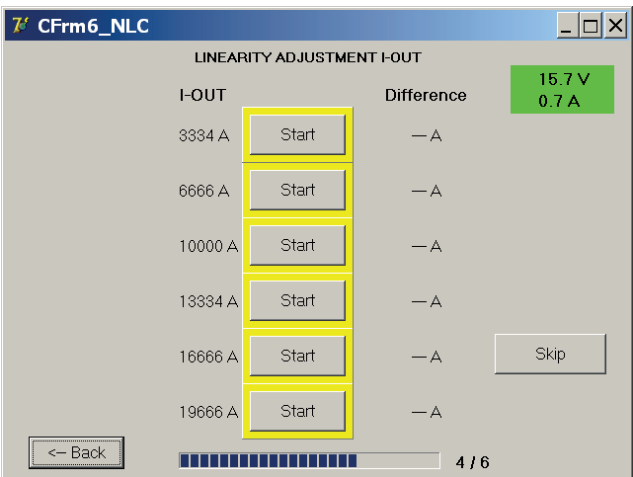 CFrm6_NLC
LINEARITY ADJUSTMENT I-OUT
15.7 V
0.7 A
I-OUT Difference
3334 A Start — A
6666 A Start — A
10000 A Start — A
13334 A Start — A
16666 A Start — A
Skip
19666 A Start — A
<-- Back
4 / 6